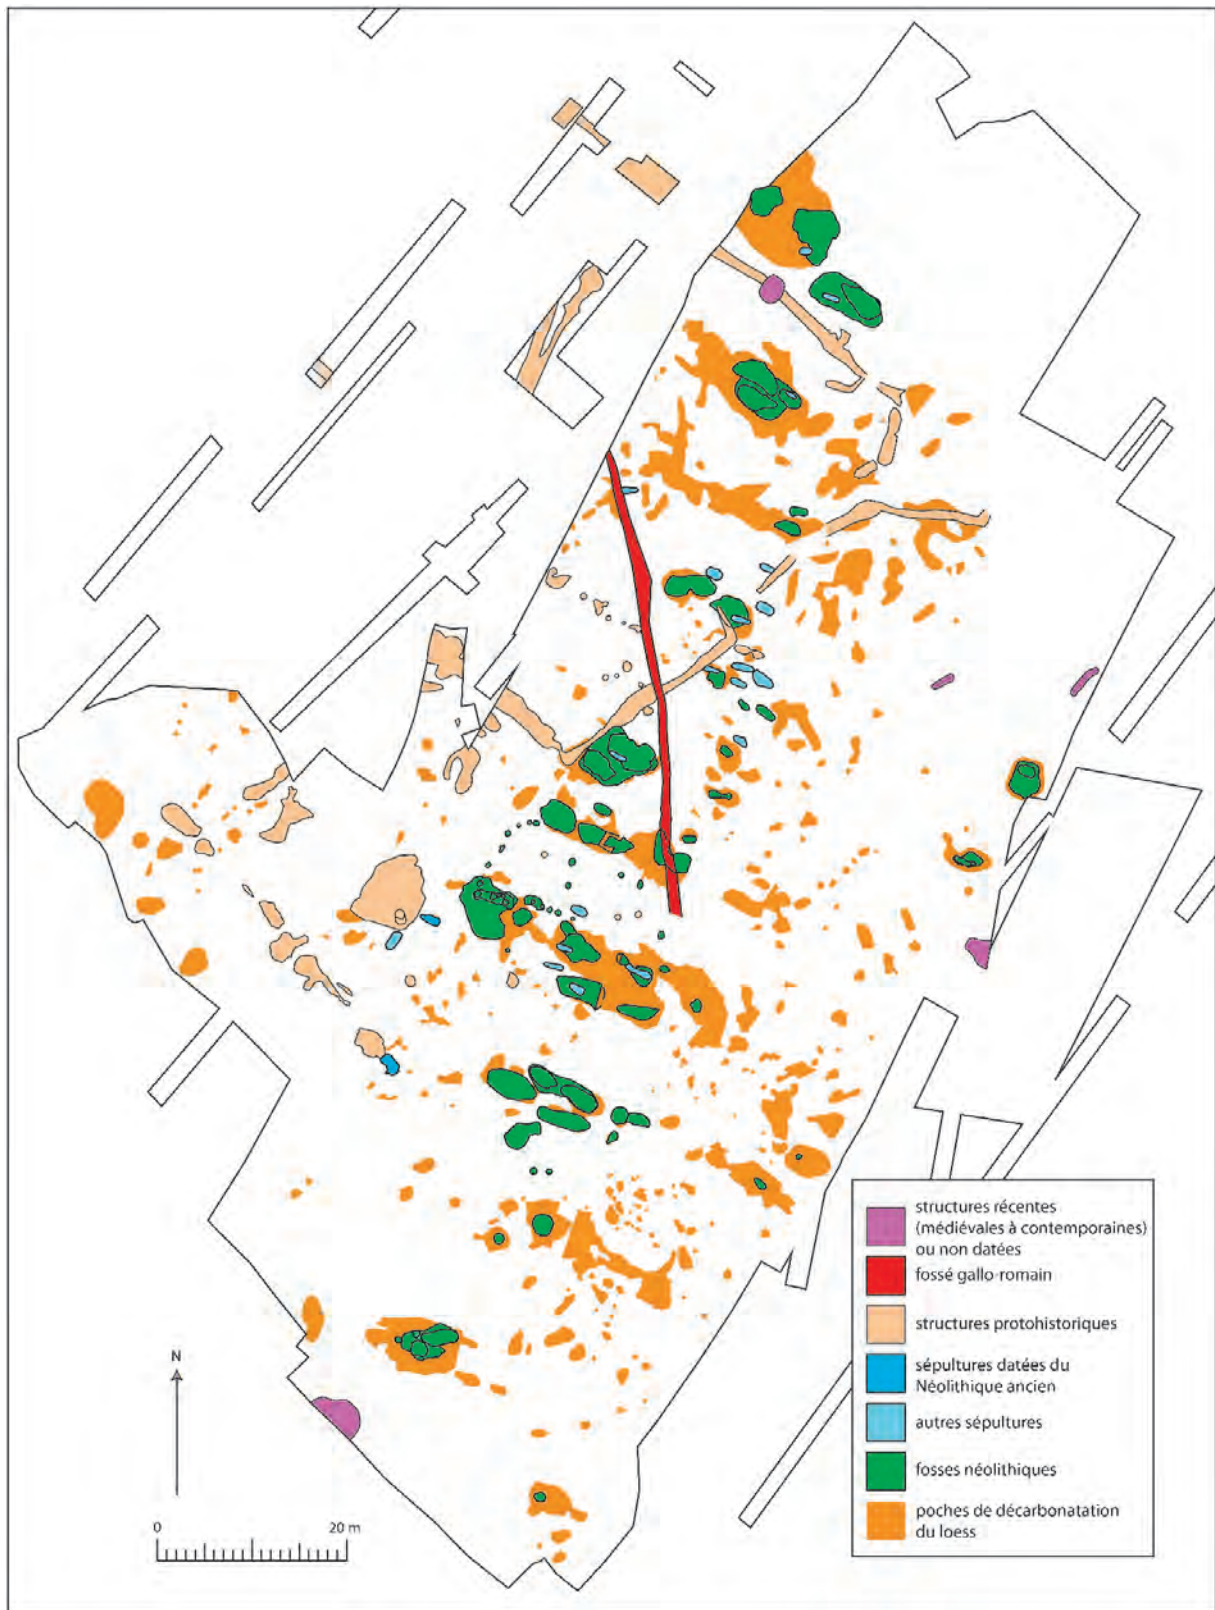 structures récentes
(médiévales à contemporaines)
ou non datées
fossé gallo-romain
structures protohistoriques
sépultures datées du
Néolithique ancien
autres sépultures
fosses néolithiques
poches de décarbonatation
du loess
N
0 20 m